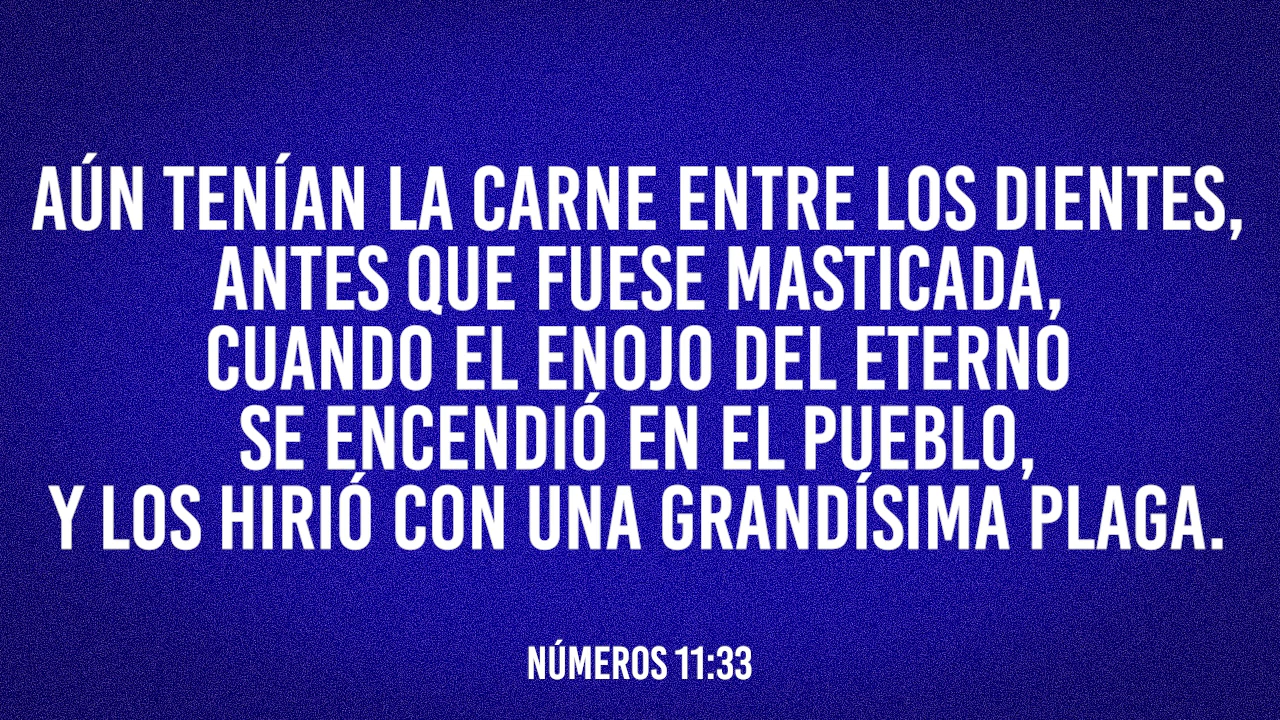 AÚN TENÍAN LA CARNE ENTRE LOS DIENTES,
ANTES QUE FUESE MASTICADA,
CUANDO EL ENOJO DEL ETERNO
SE ENCENDIÓ EN EL PUEBLO,
Y LOS HIRIÓ CON UNA GRANDÍSIMA PLAGA.
NÚMEROS 11:33